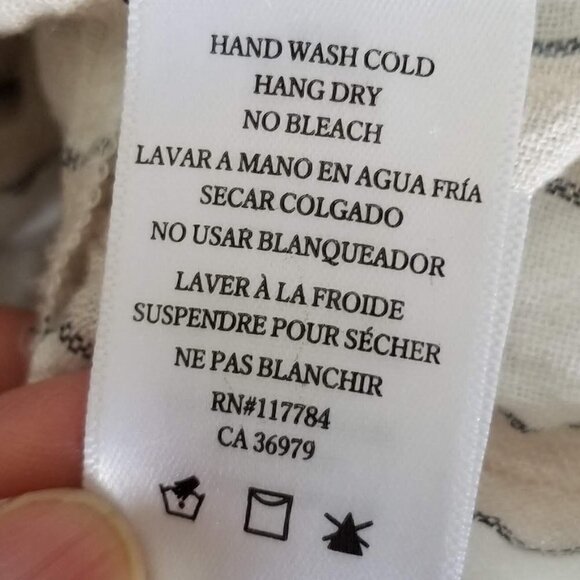 HAND WASH COLD
HANG DRY
NO BLEACH
LAVAR A MANO EN AGUA FRÍA
SECAR COLGADO
NO USAR BLANQUEADOR
LAVER À LA FROIDE
SUSPENDRE POUR SÉCHER
NE PAS BLANCHIR
RN#117784
CA 36979